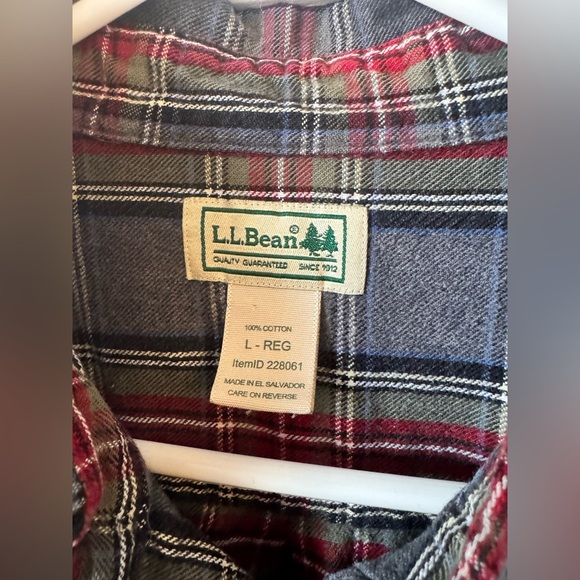 L.L.Bean®
QUALITY GUARANTEED SINCE 1912
100% COTTON
L - REG
ItemID 228061
MADE IN EL SALVADOR
CARE ON REVERSE